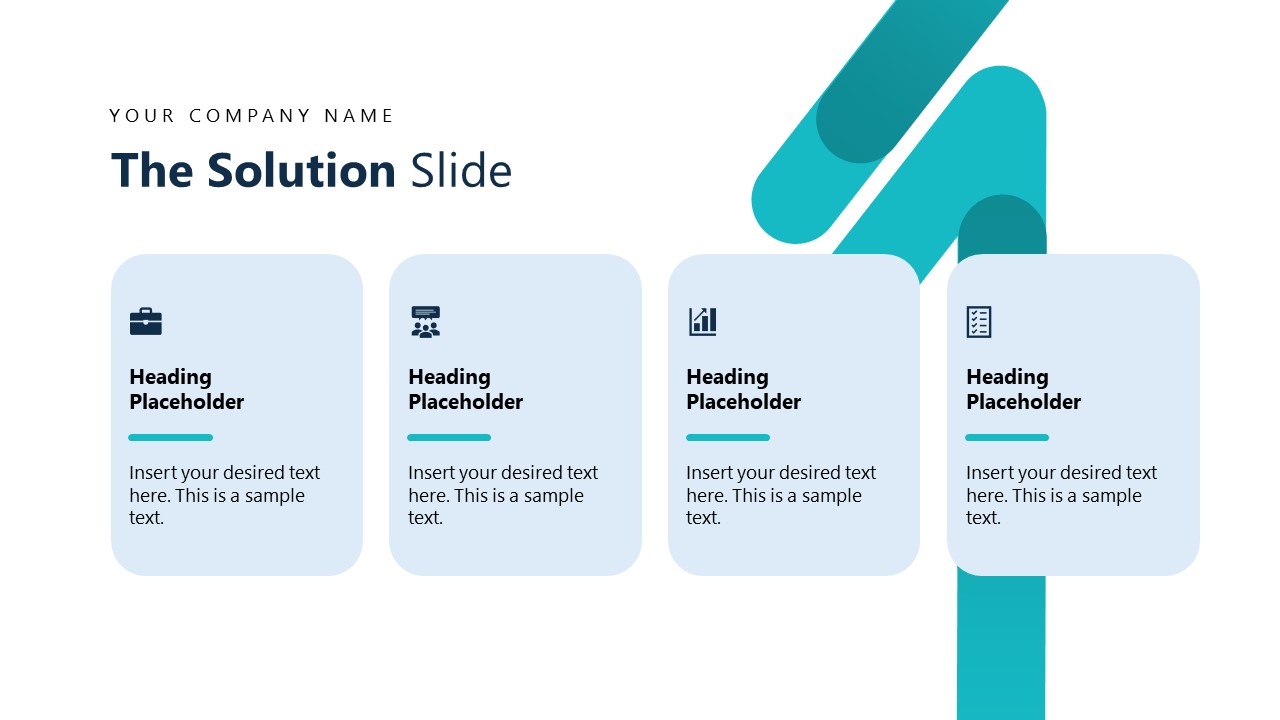 YOUR COMPANY NAME
The Solution Slide
Heading
Placeholder
Insert your desired text
here. This is a sample
text.
Heading
Placeholder
Insert your desired text
here. This is a sample
text.
Heading
Placeholder
Insert your desired text
here. This is a sample
text.
Heading
Placeholder
Insert your desired text
here. This is a sample
text.